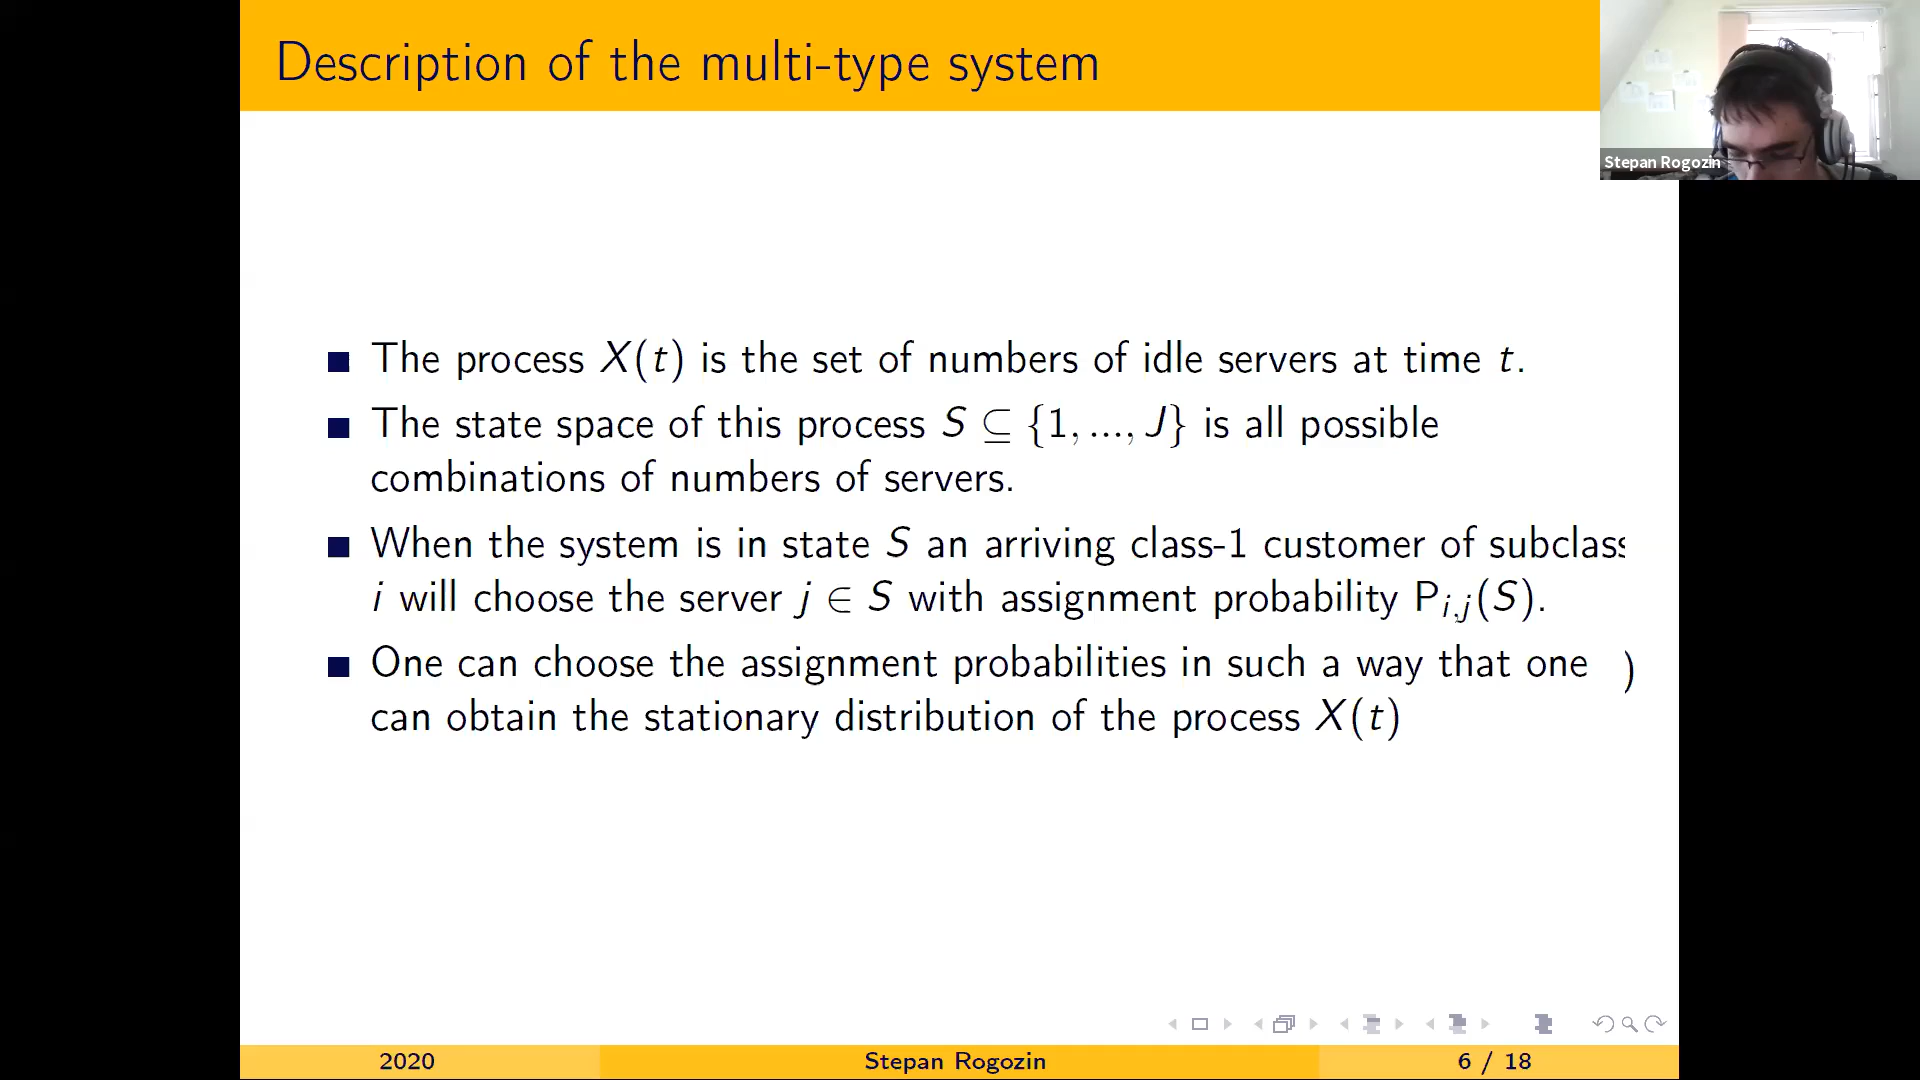 Description of the multi-type system
Stepan Rogozin
The process X(t) is the set of numbers of idle servers at time t.
The state space of this process S ⊆ {1, ..., J} is all possible
combinations of numbers of servers.
When the system is in state S an arriving class-1 customer of subclass
i will choose the server j ∈ S with assignment probability P_{i,j}(S).
One can choose the assignment probabilities in such a way that one )
can obtain the stationary distribution of the process X(t)
2020 Stepan Rogozin 6 / 18